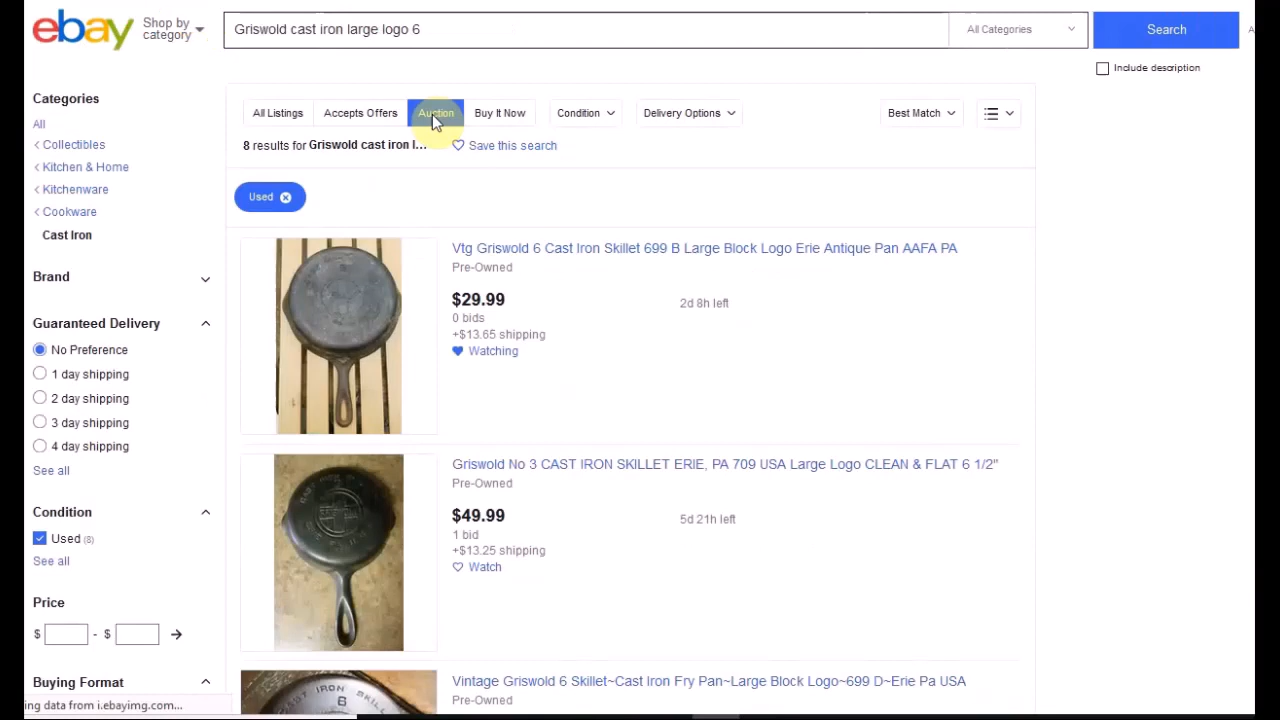 ebay
Shop by
category
Griswold cast iron large logo 6
All Categories
Search
A
Include description
Categories
All
Collectibles
Kitchen & Home
Kitchenware
Cookware
Cast Iron
Brand
Guaranteed Delivery
No Preference
1 day shipping
2 day shipping
3 day shipping
4 day shipping
See all
Condition
Used (8)
See all
Price
$ - $
Buying Format
ng data from i.ebayimg.com...
All Listings Accepts Offers Auction Buy It Now Condition Delivery Options Best Match
8 results for Griswold cast iron l... Save this search
Used
Vtg Griswold 6 Cast Iron Skillet 699 B Large Block Logo Erie Antique Pan AAFA PA
Pre-Owned
$29.99 2d 8h left
0 bids
+$13.65 shipping
Watching
Griswold No 3 CAST IRON SKILLET ERIE, PA 709 USA Large Logo CLEAN & FLAT 6 1/2"
Pre-Owned
$49.99 5d 21h left
1 bid
+$13.25 shipping
Watch
Vintage Griswold 6 Skillet~Cast Iron Fry Pan~Large Block Logo~699 D~Erie Pa USA
Pre-Owned
IRON SKIL
6